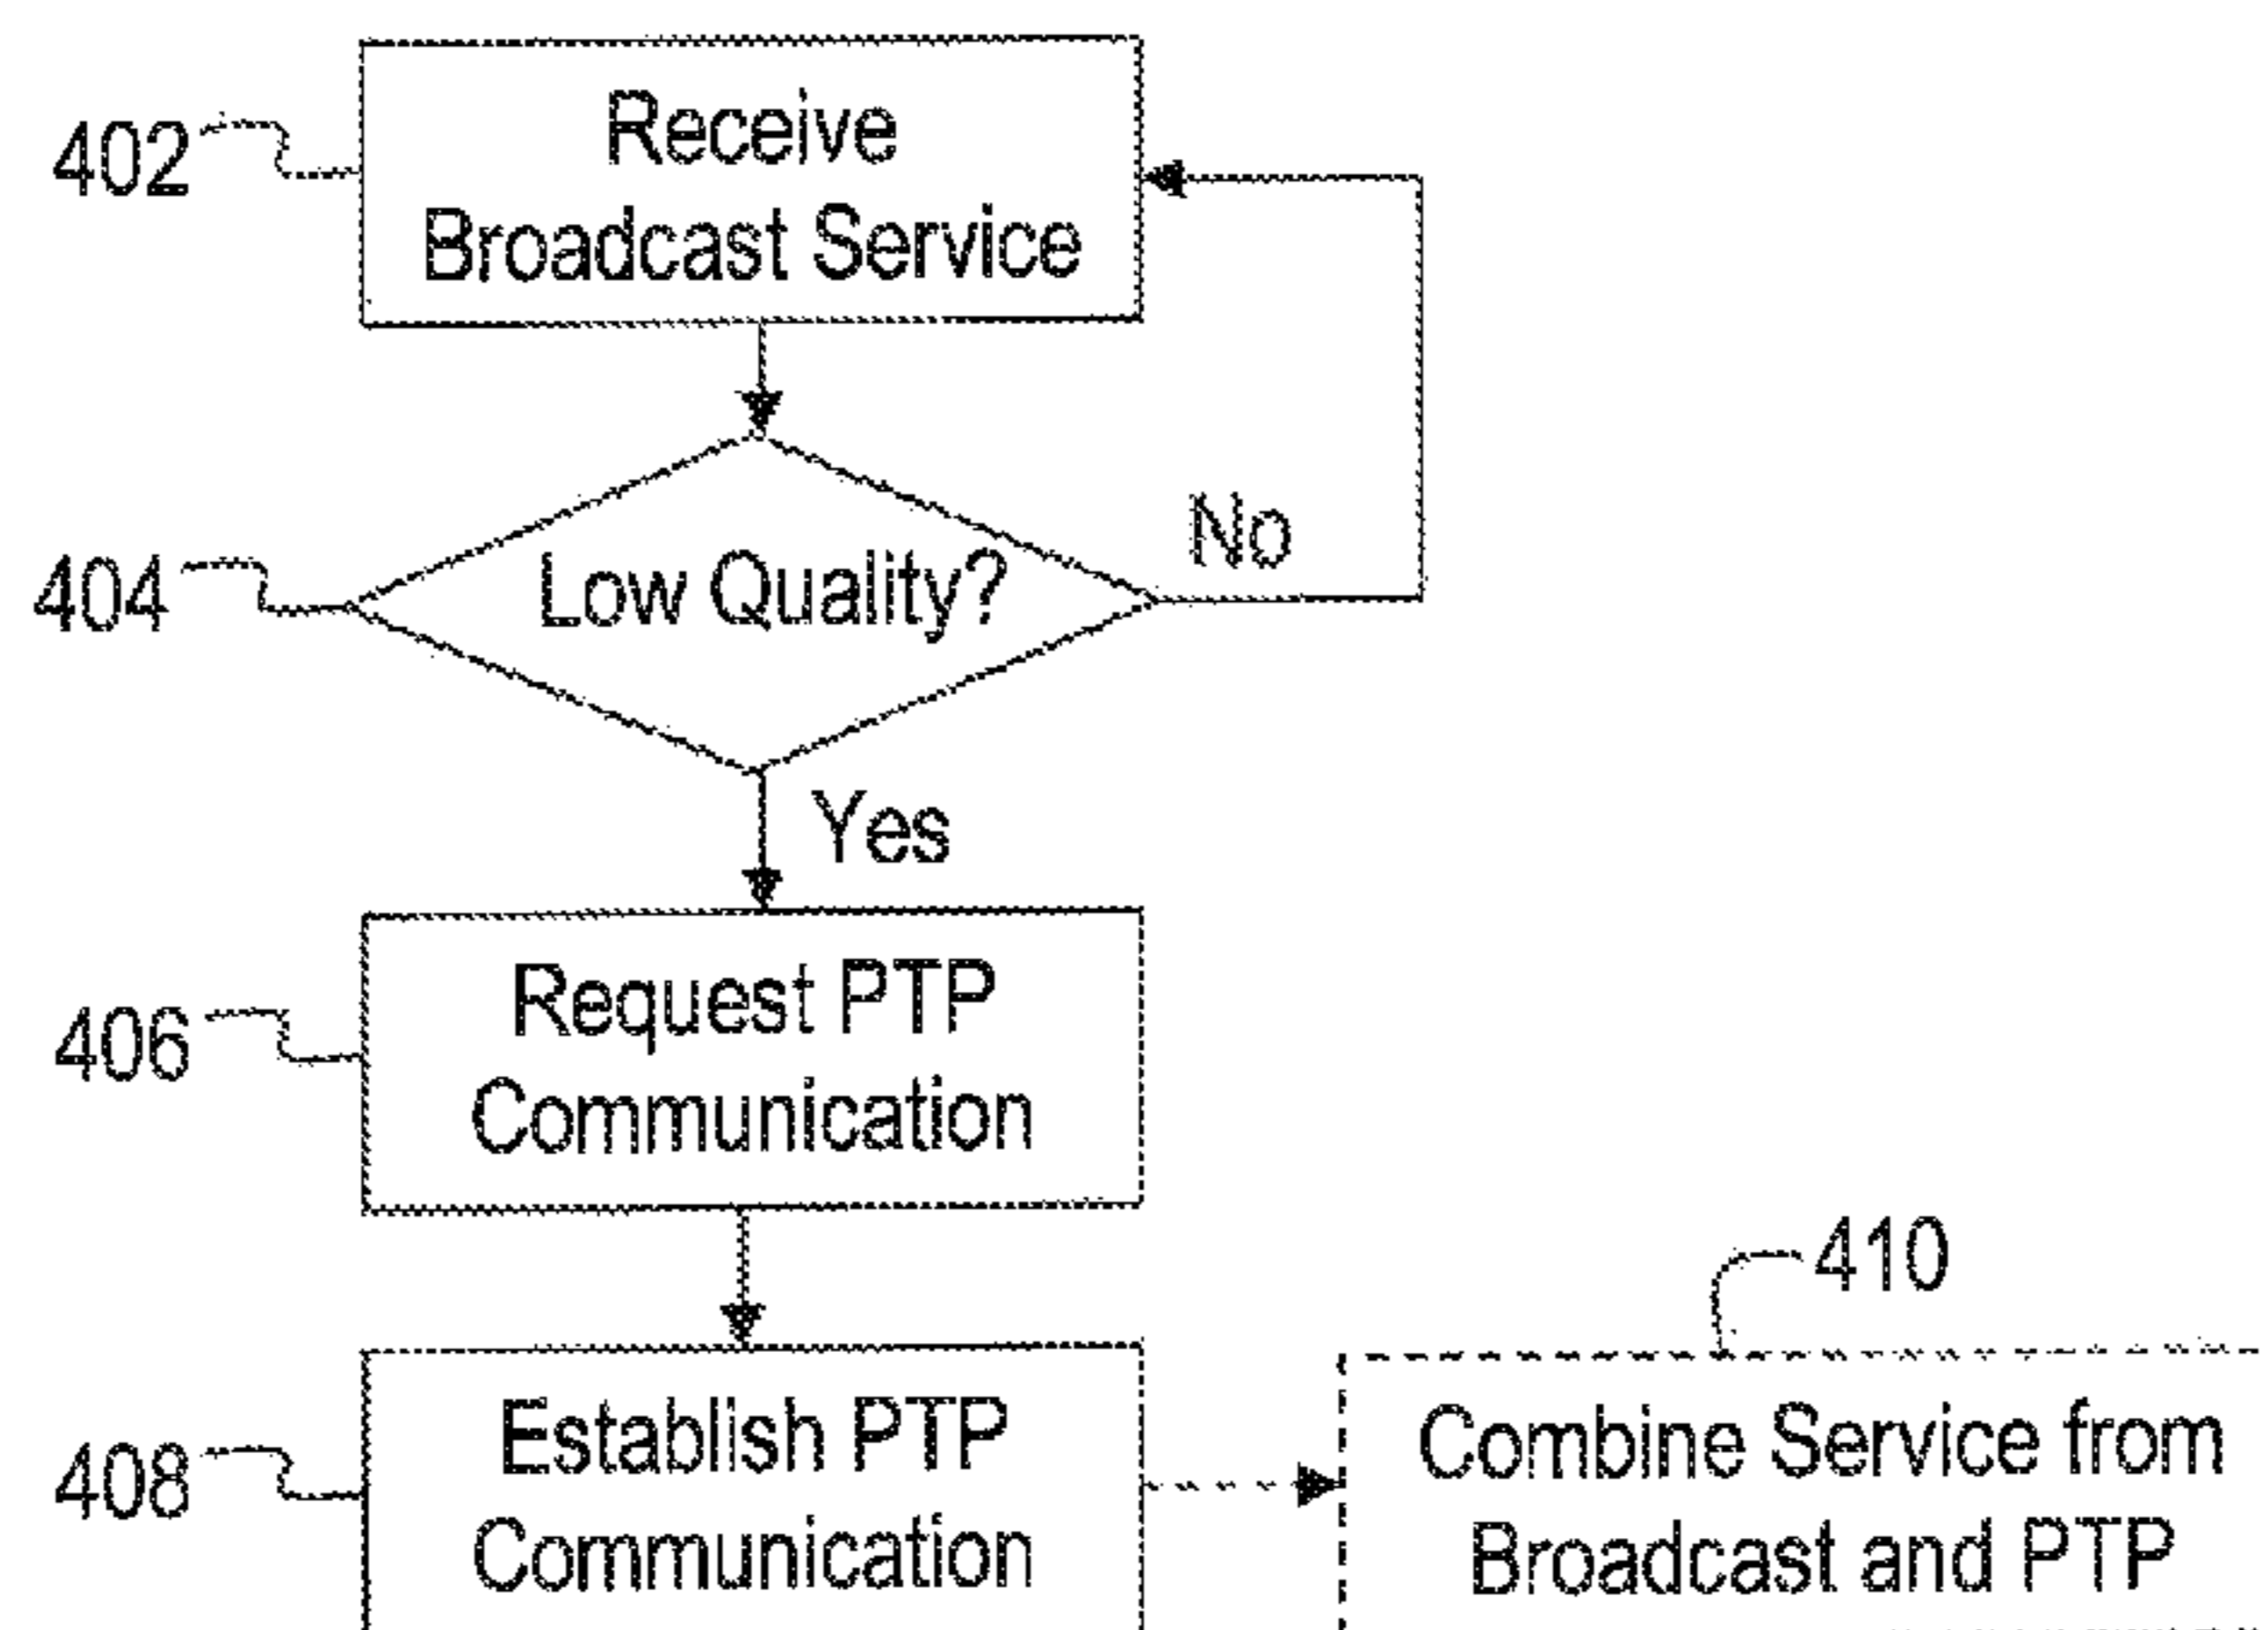 402
Receive
Broadcast Service
404
Low Quality?
No
Yes
406
Request PTP
Communication
408
Establish PTP
Communication
410
Combine Service from
Broadcast and PTP